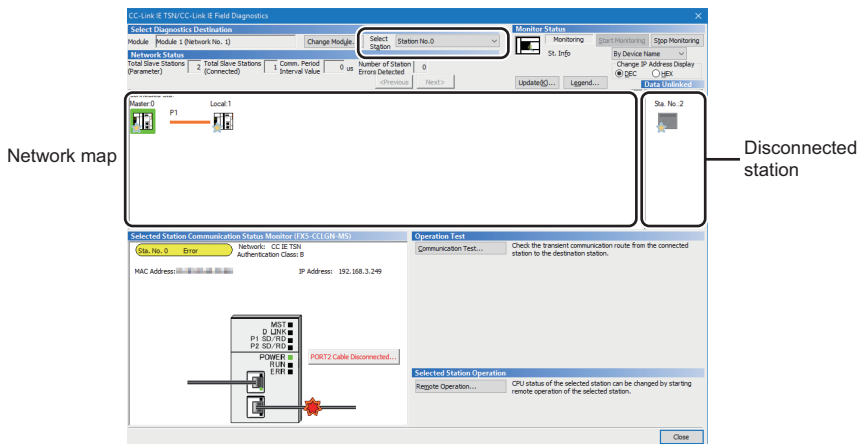 CC-Link IE TSN/CC-Link IE Field Diagnostics
Select Diagnostics Destination
Module Module 1 (Network No. 1) Change Module..
Select Station Station No.0
Monitor Status
Monitoring Start Monitoring Stop Monitoring
St. Info By Device Name
Network Status
Total Slave Stations (Parameter) 2 Total Slave Stations (Connected) 1 Comm. Period Interval Value 0 us Number of Station Errors Detected 0
Change IP Address Display
DEC HEX
<Previous Next> Update(K)... Legend...
Data Unlinked
Master:0 Local:1
P1
Sta. No.:2
Network map
Disconnected station
Selected Station Communication Status Monitor (FX5-CCLGN-MS)
Sta. No. 0 Error
Network: CC IE TSN
Authentication Class: B
MAC Address:
IP Address: 192.168.3.249
MST
D LINK
P1 SD/RD
P2 SD/RD
POWER
RUN
ERR
PORT2 Cable Disconnected...
Operation Test
Communication Test...
Check the transient communication route from the connected
station to the destination station.
Selected Station Operation
Remote Operation...
CPU status of the selected station can be changed by starting
remote operation of the selected station.
Close